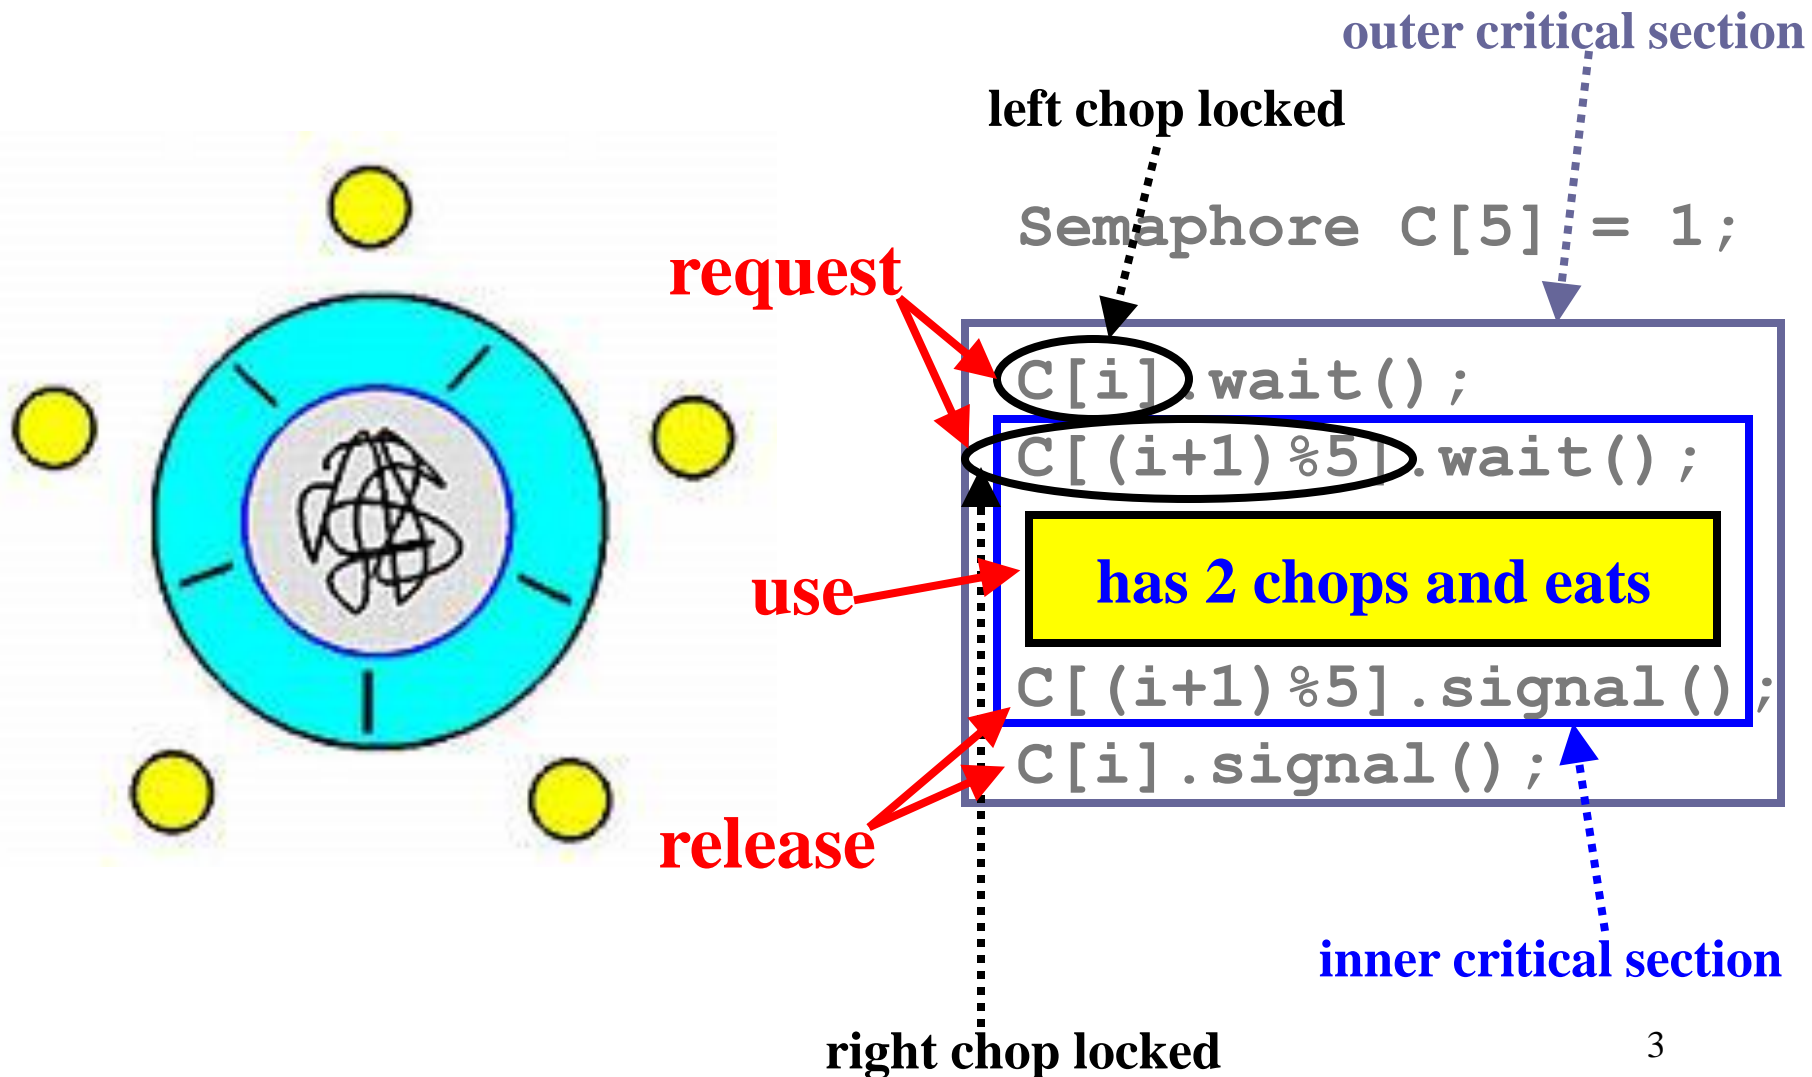 outer critical section
left chop locked
Semaphore C[5] = 1;
request
C[i].wait();
C[(i+1)%5].wait();
use
has 2 chops and eats
C[(i+1)%5].signal();
C[i].signal();
release
inner critical section
right chop locked
3